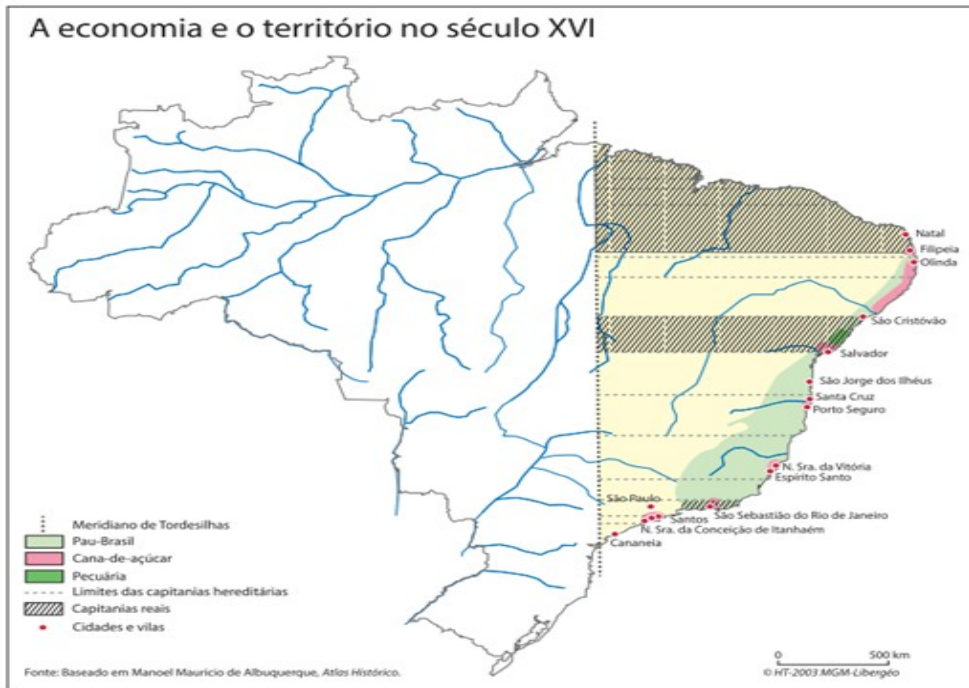 A economia e o território no século XVI
Natal
Filipeia
Olinda
São Cristóvão
Salvador
São Jorge dos Ilhéus
Santa Cruz
Porto Seguro
N. Sra. da Vitória
Espírito Santo
São Paulo
São Sebastião do Rio de Janeiro
Santos
N. Sra. da Conceição de Itanhaém
Cananeia
Meridiano de Tordesilhas
Pau-Brasil
Cana-de-açúcar
Pecuária
Limites das capitanias hereditárias
Capitanias reais
Cidades e vilas
0 500 km
Fonte: Baseado em Manoel Mauricio de Albuquerque, Atlas Histórico.
© HT-2003 MGM-Libergéo